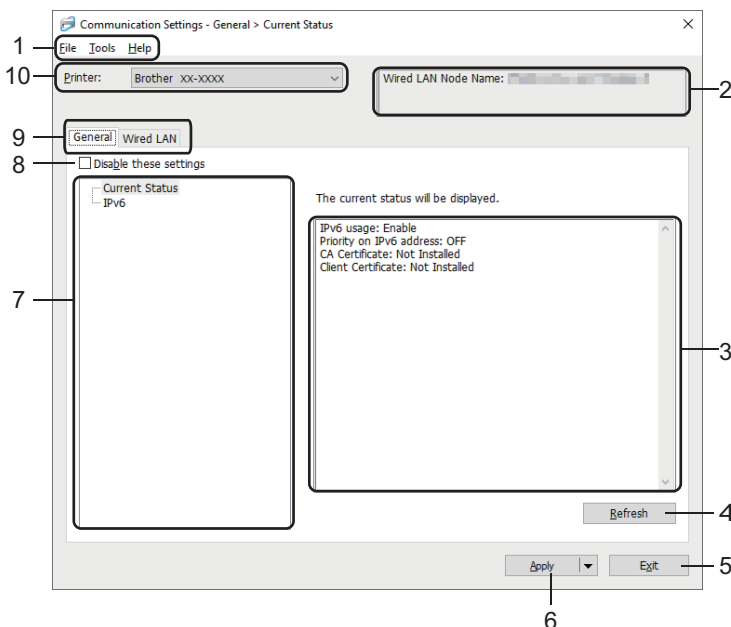 Communication Settings - General > Current Status
1 File Tools Help
10 Printer: Brother XX-XXXX
Wired LAN Node Name:
2
9 General Wired LAN
8 Disable these settings
Current Status
IPv6
7
The current status will be displayed.
IPv6 usage: Enable
Priority on IPv6 address: OFF
CA Certificate: Not Installed
Client Certificate: Not Installed
3
Refresh 4
Apply Exit 5
6